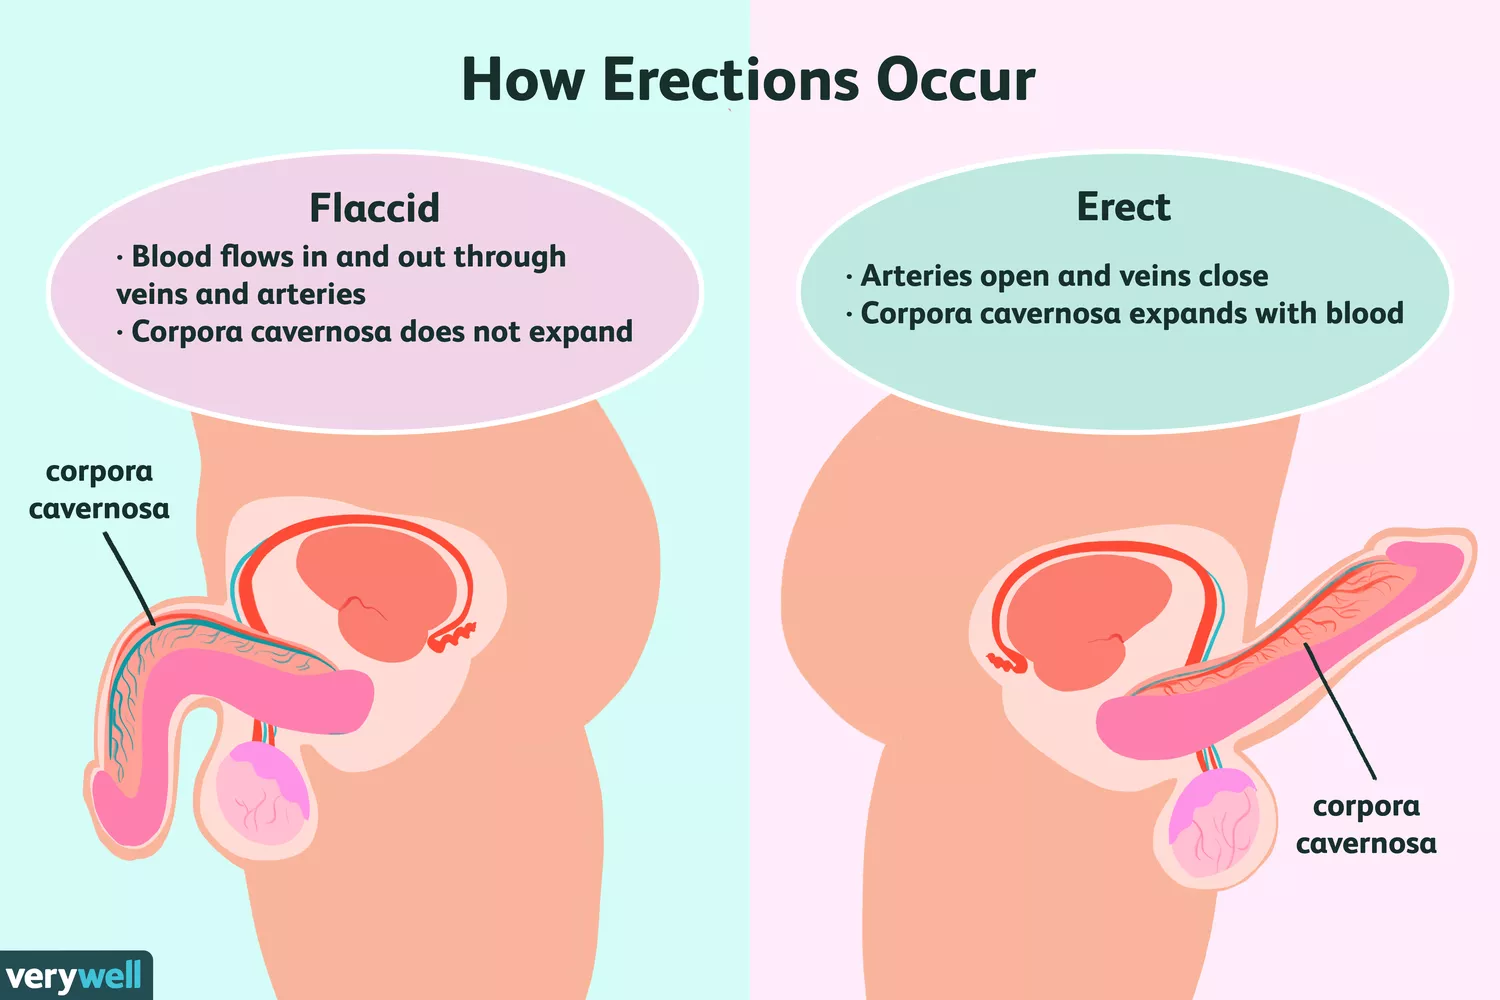 How Erections Occur
Flaccid
· Blood flows in and out through
veins and arteries
· Corpora cavernosa does not expand
Erect
· Arteries open and veins close
· Corpora cavernosa expands with blood
corpora
cavernosa
corpora
cavernosa
verywell